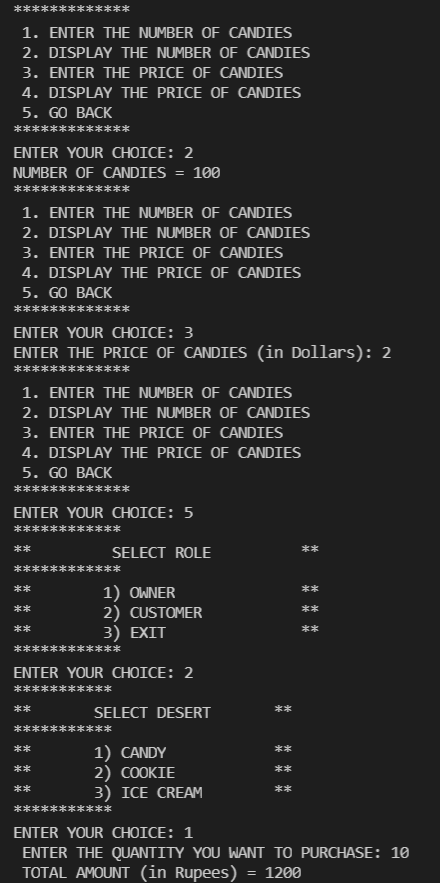 *************
1. ENTER THE NUMBER OF CANDIES
2. DISPLAY THE NUMBER OF CANDIES
3. ENTER THE PRICE OF CANDIES
4. DISPLAY THE PRICE OF CANDIES
5. GO BACK
*************
ENTER YOUR CHOICE: 2
NUMBER OF CANDIES = 100
*************
1. ENTER THE NUMBER OF CANDIES
2. DISPLAY THE NUMBER OF CANDIES
3. ENTER THE PRICE OF CANDIES
4. DISPLAY THE PRICE OF CANDIES
5. GO BACK
*************
ENTER YOUR CHOICE: 3
ENTER THE PRICE OF CANDIES (in Dollars): 2
*************
1. ENTER THE NUMBER OF CANDIES
2. DISPLAY THE NUMBER OF CANDIES
3. ENTER THE PRICE OF CANDIES
4. DISPLAY THE PRICE OF CANDIES
5. GO BACK
*************
ENTER YOUR CHOICE: 5
************
** SELECT ROLE **
************
** 1) OWNER **
** 2) CUSTOMER **
** 3) EXIT **
************
ENTER YOUR CHOICE: 2
***********
** SELECT DESERT **
***********
** 1) CANDY **
** 2) COOKIE **
** 3) ICE CREAM **
***********
ENTER YOUR CHOICE: 1
ENTER THE QUANTITY YOU WANT TO PURCHASE: 10
TOTAL AMOUNT (in Rupees) = 1200